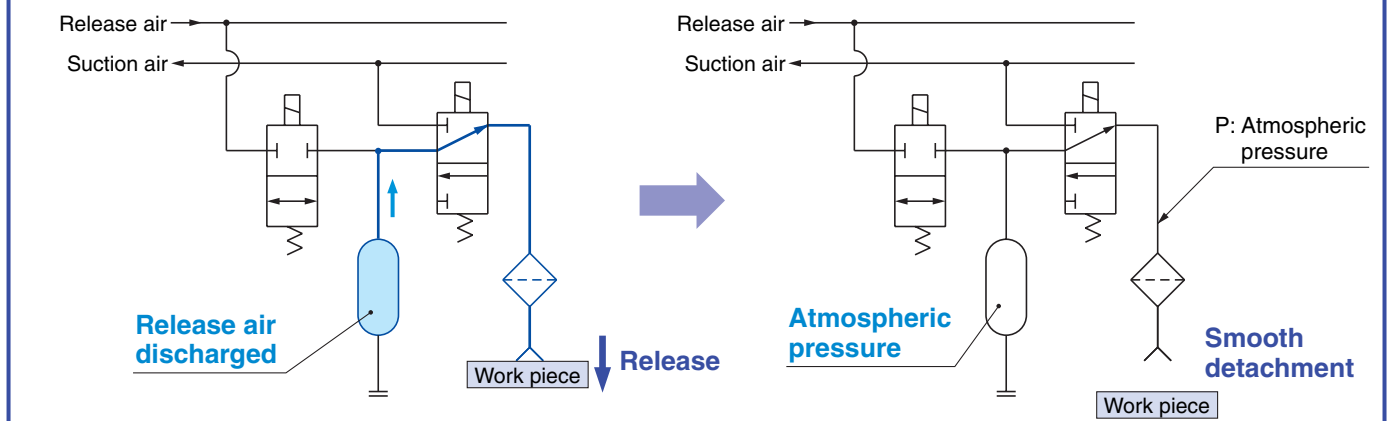 Release air
Suction air
Release air
discharged
Work piece
Release
Release air
Suction air
P: Atmospheric
pressure
Atmospheric
pressure
Smooth
detachment
Work piece